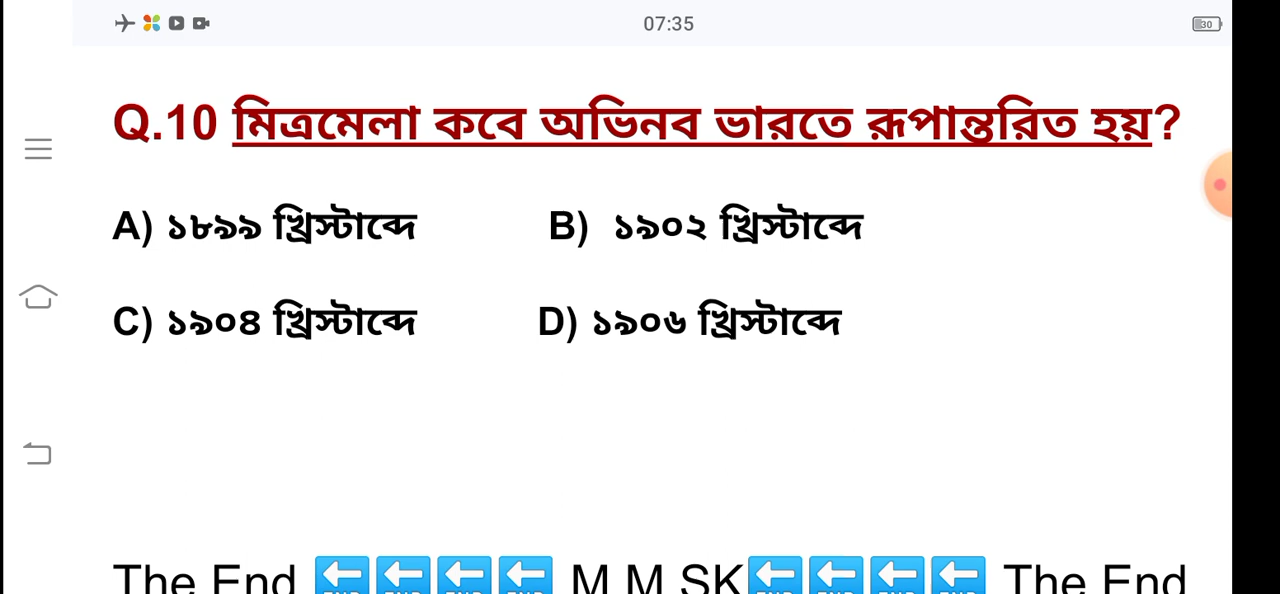 07:35
30
Q.10 মিত্রমেলা কবে অভিনব ভারতে রূপান্তরিত হয়?
A) ১৮৯৯ খ্রিস্টাব্দে B) ১৯০২ খ্রিস্টাব্দে
C) ১৯০৪ খ্রিস্টাব্দে D) ১৯০৬ খ্রিস্টাব্দে
The End 🔚🔚🔚🔚 M M SK🔚🔚🔚🔚 The End